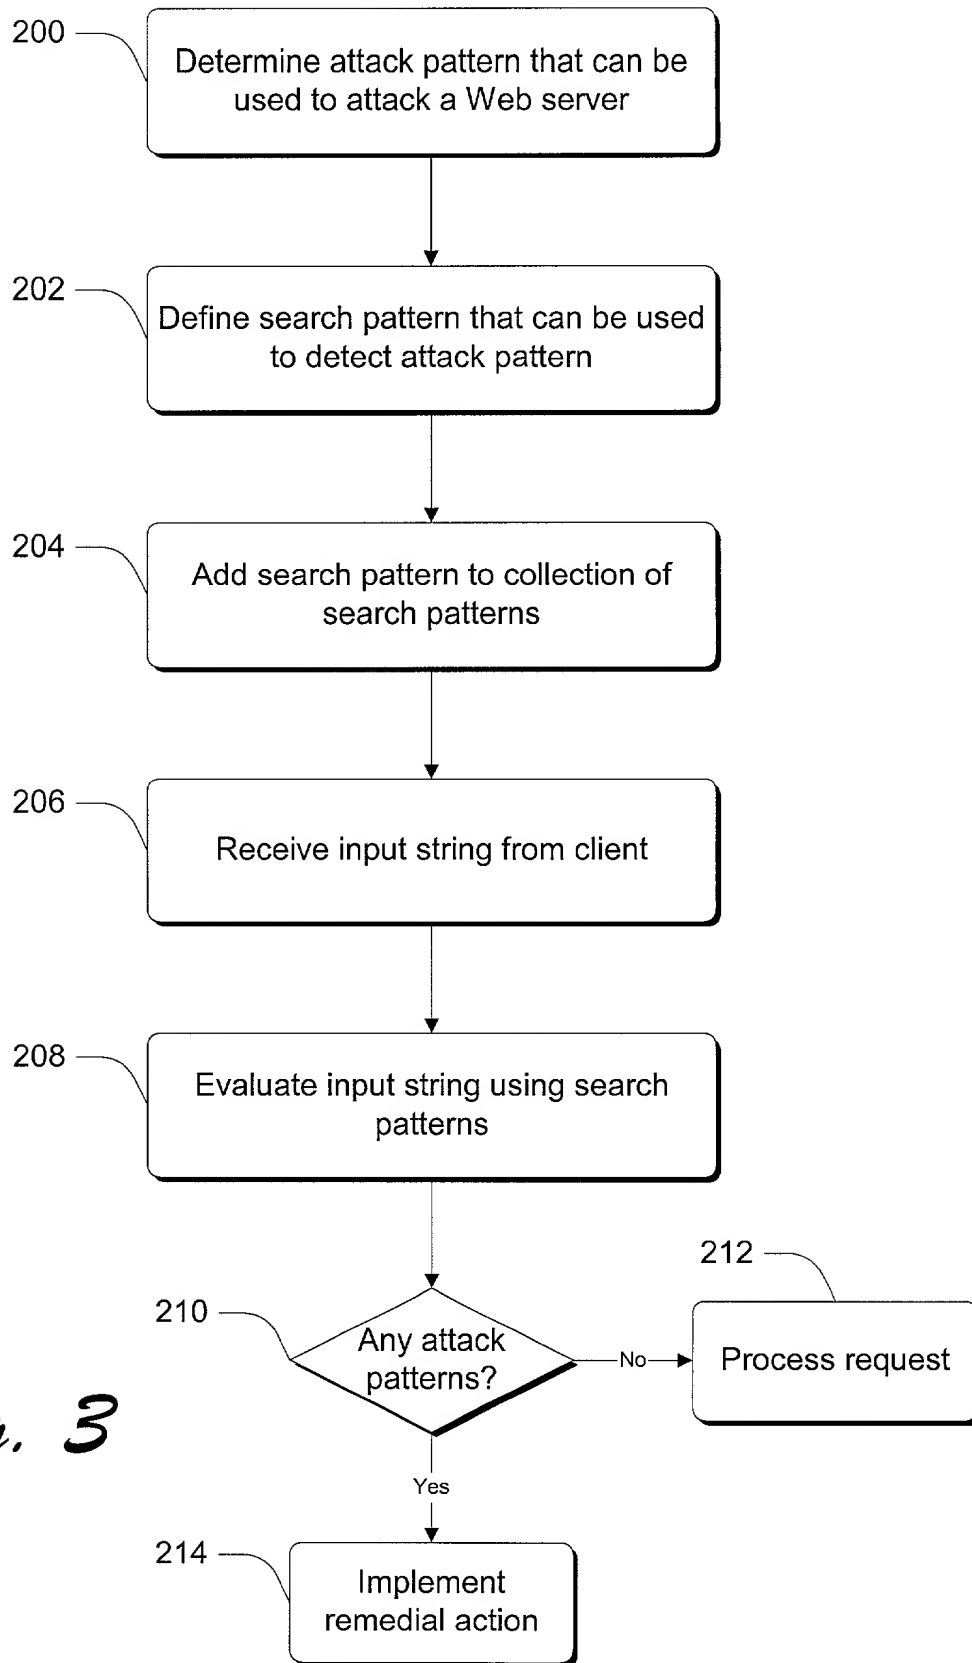 200
Determine attack pattern that can be
used to attack a Web server
202
Define search pattern that can be used
to detect attack pattern
204
Add search pattern to collection of
search patterns
206
Receive input string from client
208
Evaluate input string using search
patterns
210
Any attack
patterns?
No
212
Process request
3
Yes
214
Implement
remedial action